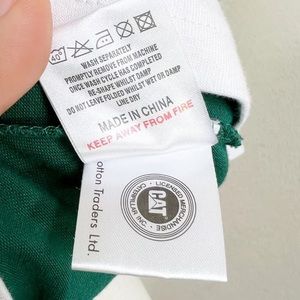 40°
WASH SEPARATELY
PROMPTLY REMOVE FROM MACHINE
ONCE WASH CYCLE HAS COMPLETED
RE-SHAPE WHILST DAMP
DO NOT LEAVE FOLDED WHILST WET OR DAMP
LINE DRY
MADE IN CHINA
KEEP AWAY FROM FIRE
LICENSED MERCHANDISE
CAT
CATERPILLAR INC.
otton Traders Ltd.